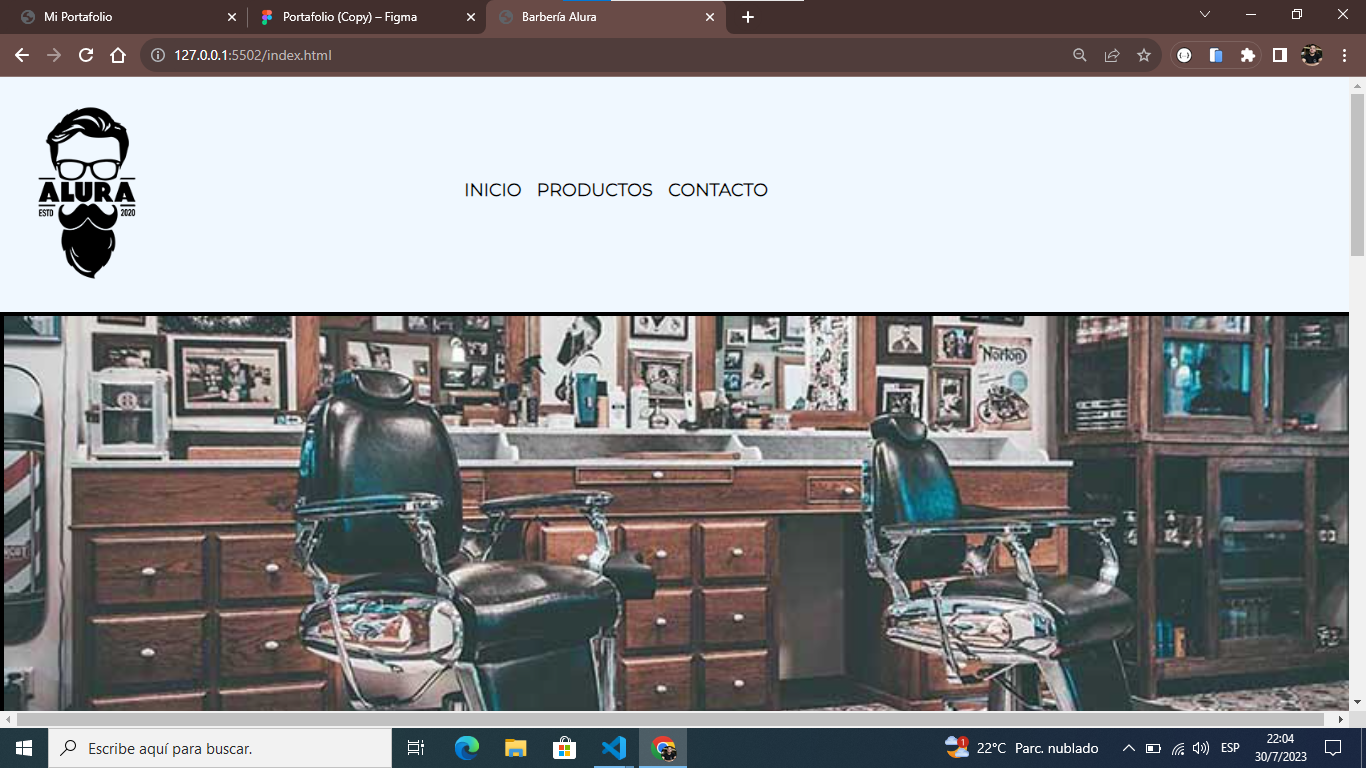 Mi Portafolio
Portafolio (Copy) – Figma
Barbería Alura
127.0.0.1:5502/index.html
ALURA
ESTD 2020
INICIO PRODUCTOS CONTACTO
Norton
Escribe aquí para buscar.
1
22°C Parc. nublado
ESP
22:04
30/7/2023